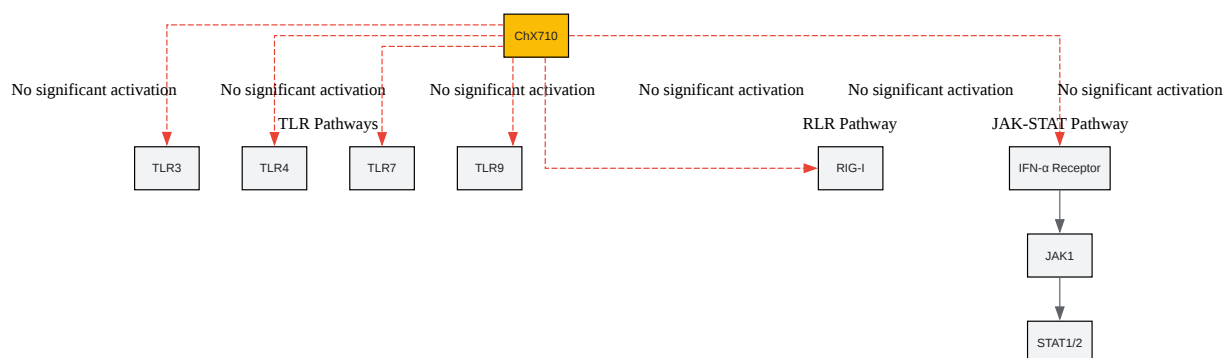 ChX710
No significant activation
No significant activation
No significant activation
No significant activation
No significant activation
No significant activation
TLR Pathways
RLR Pathway
JAK-STAT Pathway
TLR3
TLR4
TLR7
TLR9
RIG-I
IFN-α Receptor
JAK1
STAT1/2